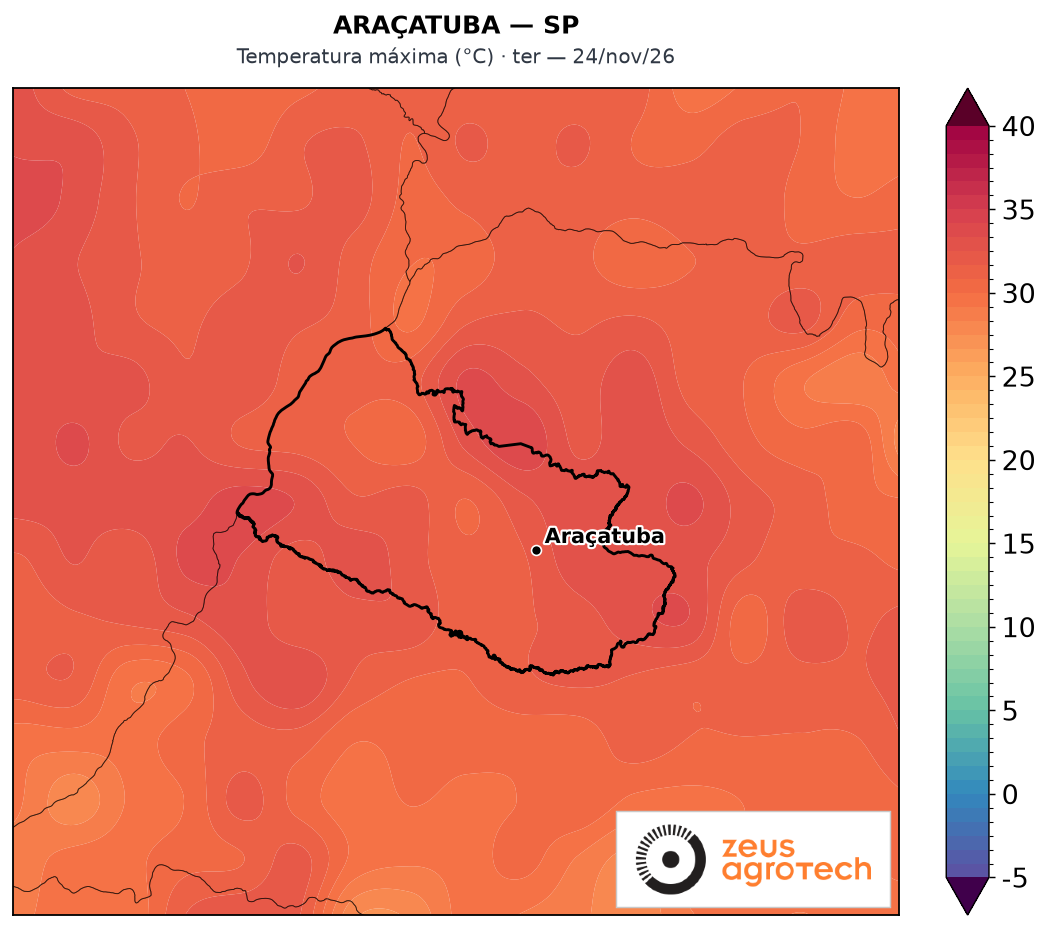 ARAÇATUBA — SP
Temperatura máxima (°C) · ter — 24/nov/26
40
35
30
25
20
15
10
5
0
-5
Araçatuba
zeus
agrotech